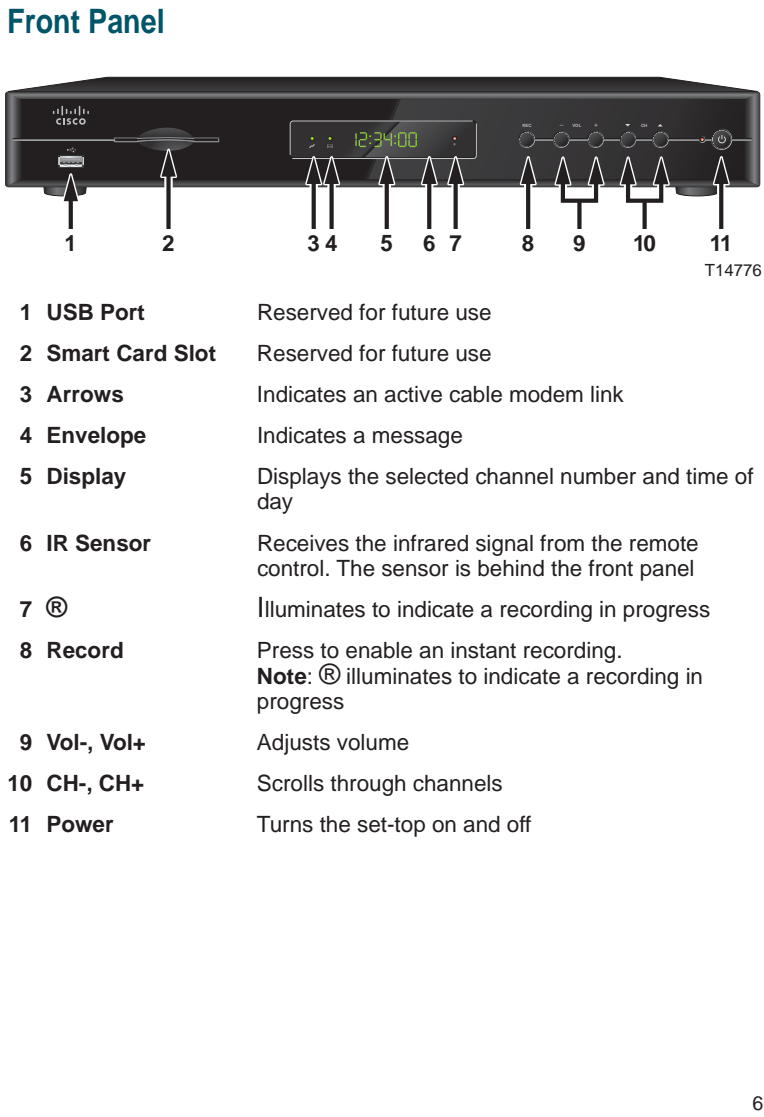 Front Panel
CISCO
12:34:00
REC
− VOL +
CH
1 2 3 4 5 6 7 8 9 10 11
T14776
1 USB Port Reserved for future use
2 Smart Card Slot Reserved for future use
3 Arrows Indicates an active cable modem link
4 Envelope Indicates a message
5 Display Displays the selected channel number and time of
day
6 IR Sensor Receives the infrared signal from the remote
control. The sensor is behind the front panel
7 ® Illuminates to indicate a recording in progress
8 Record Press to enable an instant recording.
Note: ® illuminates to indicate a recording in
progress
9 Vol-, Vol+ Adjusts volume
10 CH-, CH+ Scrolls through channels
11 Power Turns the set-top on and off
6